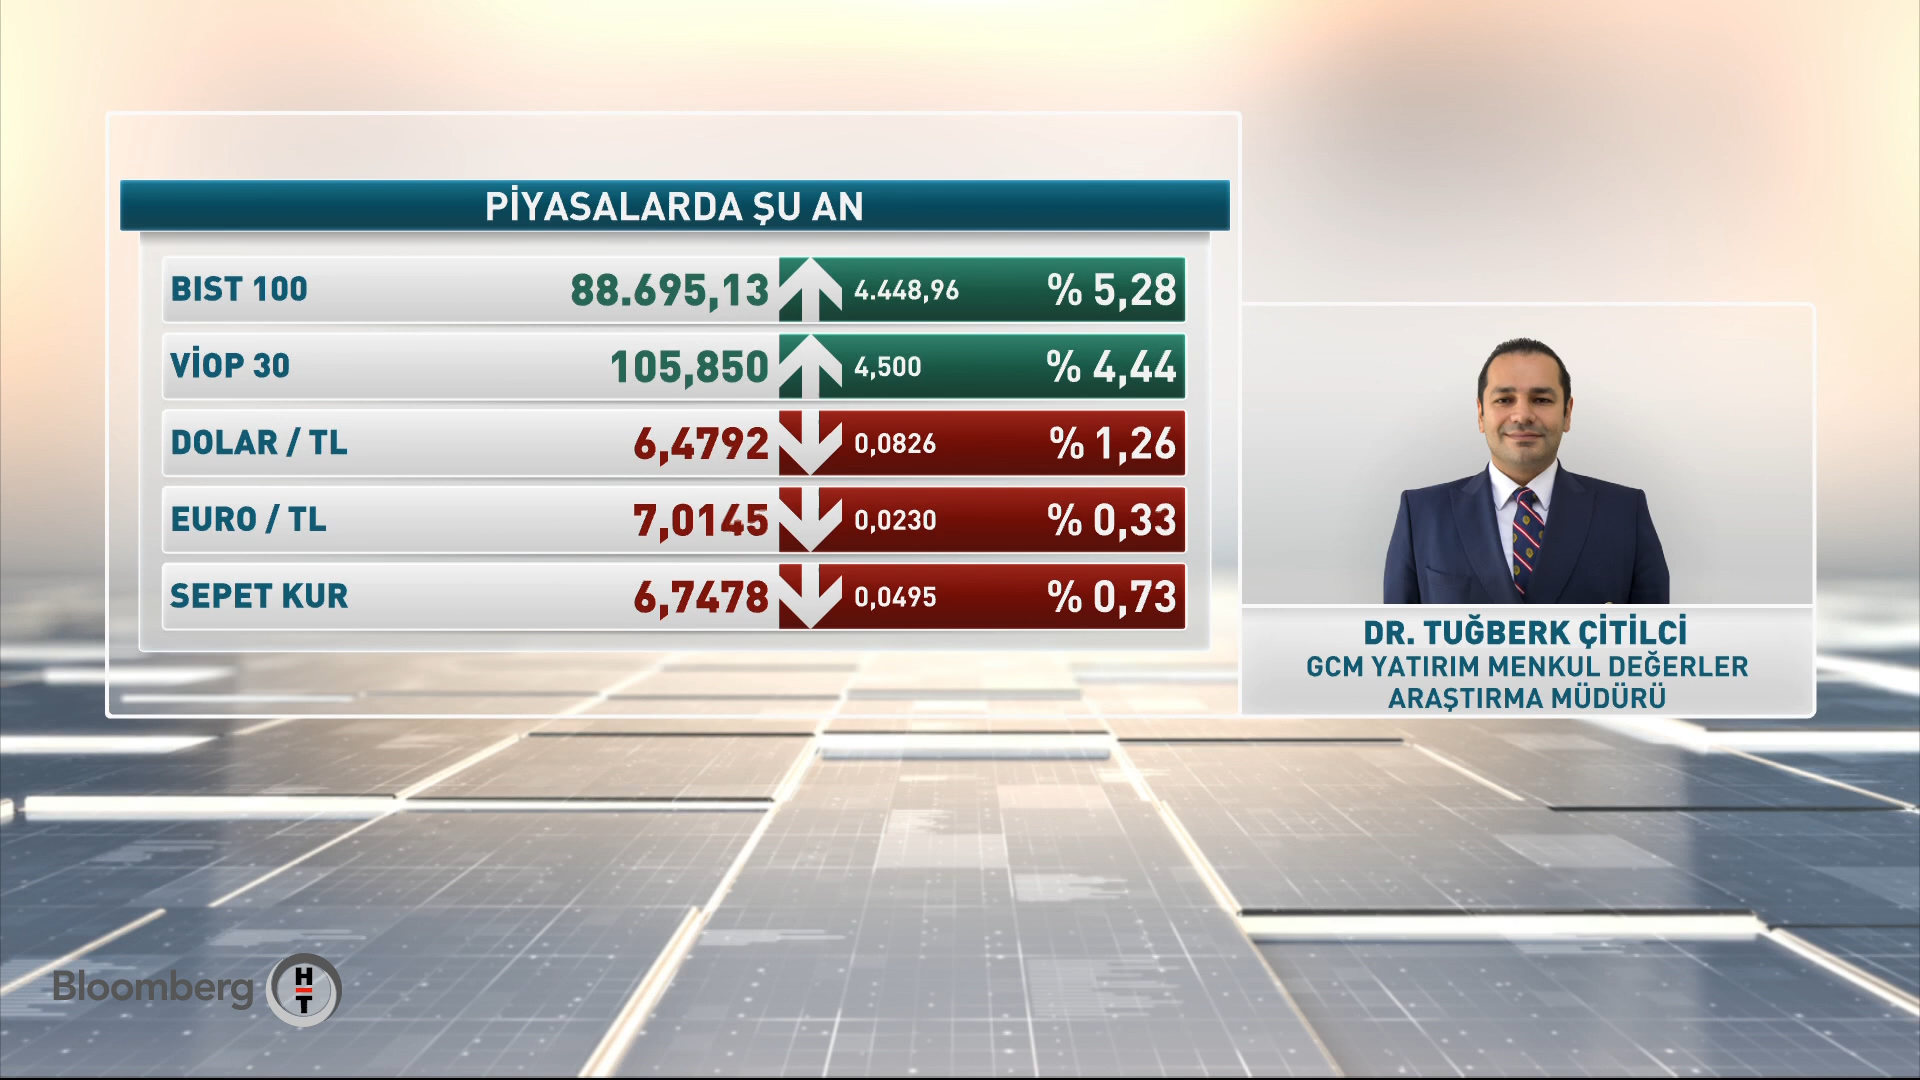 PİYASALARDA ŞU AN
BIST 100 88.695,13 4.448,96 % 5,28
VİOP 30 105,850 4,500 % 4,44
DOLAR / TL 6,4792 0,0826 % 1,26
EURO / TL 7,0145 0,0230 % 0,33
SEPET KUR 6,7478 0,0495 % 0,73
DR. TUĞBERK ÇİTİLCİ
GCM YATIRIM MENKUL DEĞERLER
ARAŞTIRMA MÜDÜRÜ
Bloomberg HT